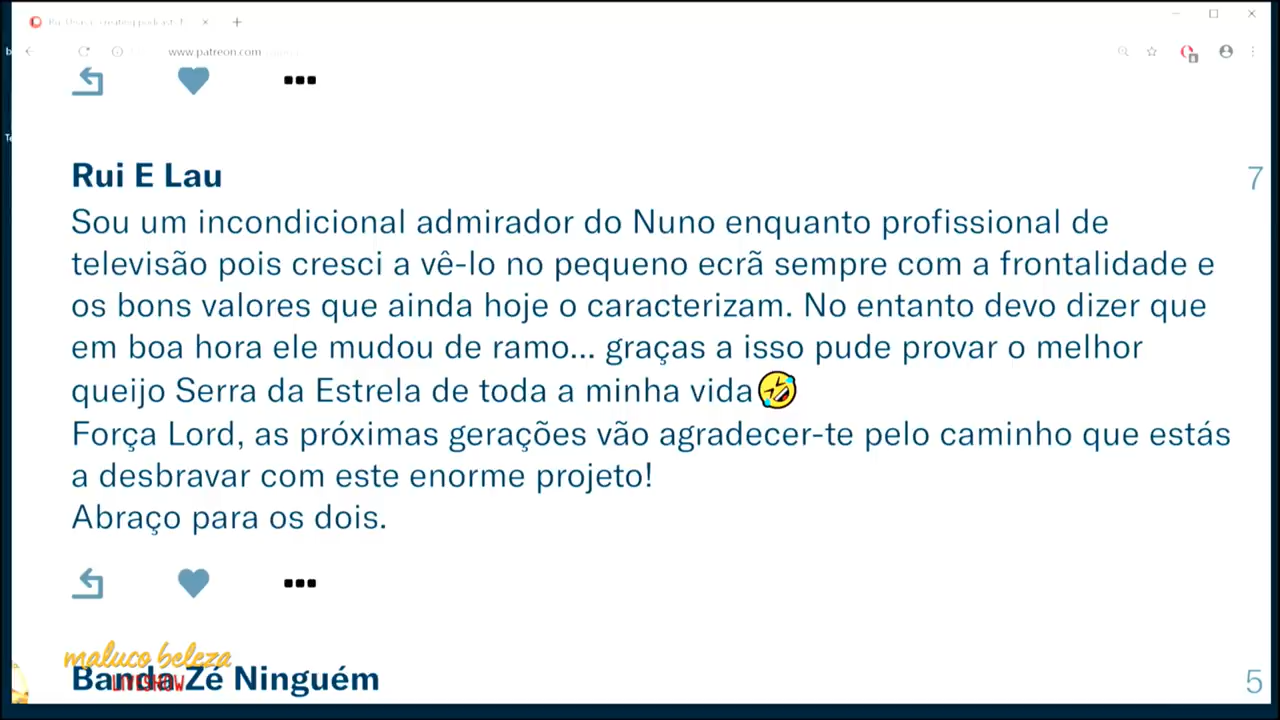 www.patreon.com
Rui E Lau
7
Sou um incondicional admirador do Nuno enquanto profissional de
televisão pois cresci a vê-lo no pequeno ecrã sempre com a frontalidade e
os bons valores que ainda hoje o caracterizam. No entanto devo dizer que
em boa hora ele mudou de ramo... graças a isso pude provar o melhor
queijo Serra da Estrela de toda a minha vida🤣
Força Lord, as próximas gerações vão agradecer-te pelo caminho que estás
a desbravar com este enorme projeto!
Abraço para os dois.
maluco beleza
LIVESHOW
Banda Zé Ninguém
5